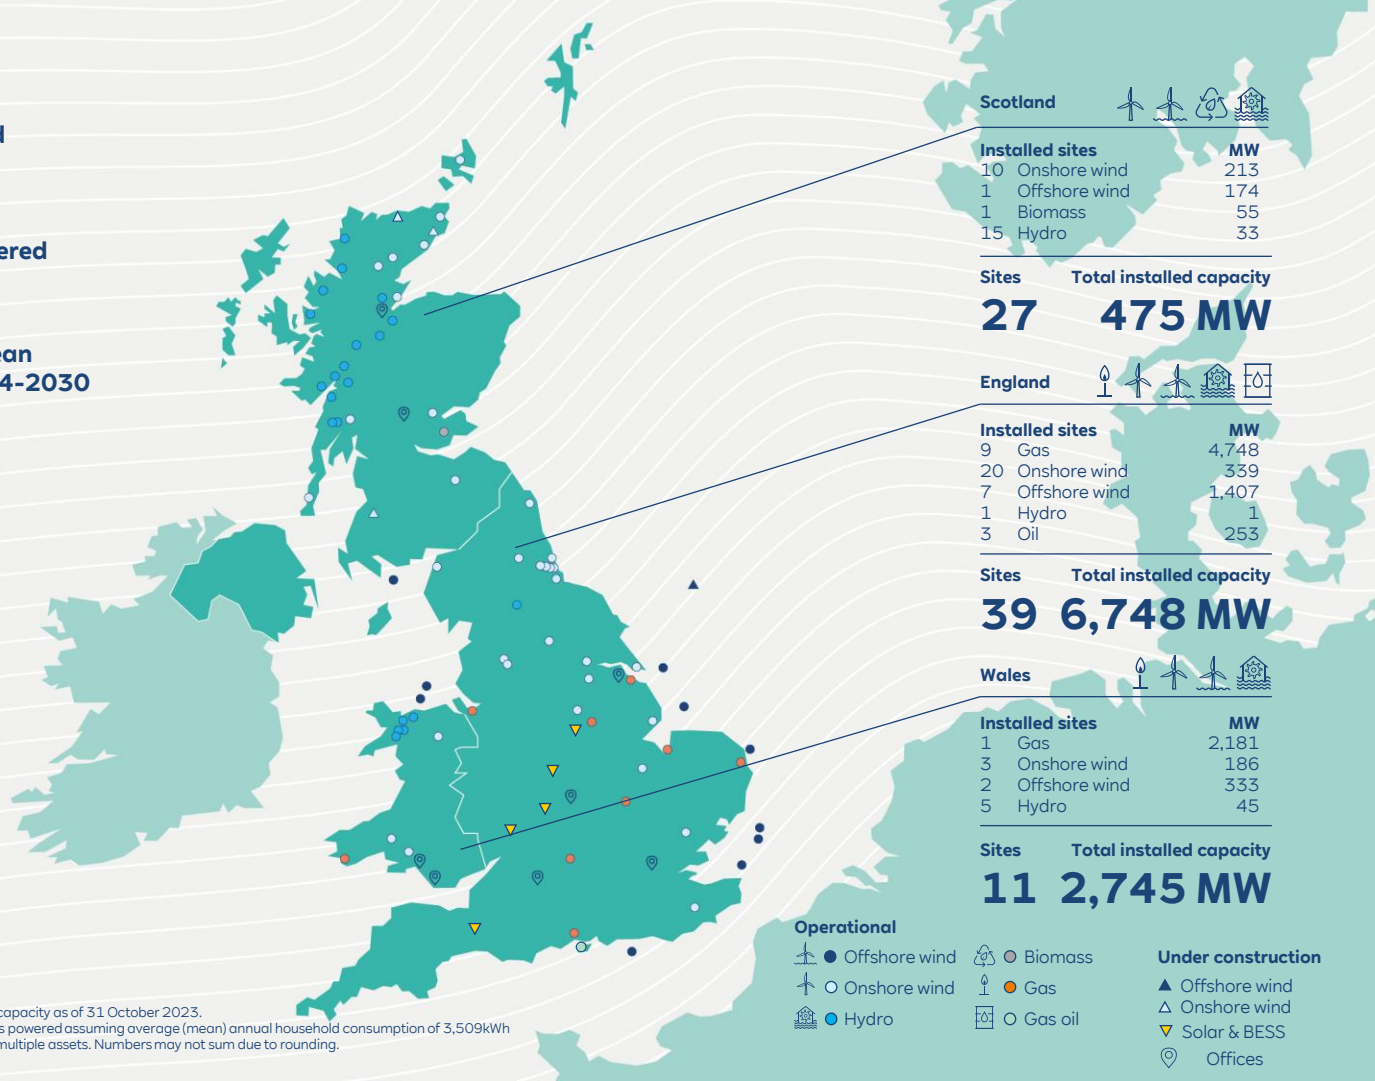 ered
4-2030
Scotland
Installed sites MW
10 Onshore wind 213
1 Offshore wind 174
1 Biomass 55
15 Hydro 33
Sites Total installed capacity
27 475 MW
England
Installed sites MW
9 Gas 4,748
20 Onshore wind 339
7 Offshore wind 1,407
1 Hydro 1
3 Oil 253
Sites Total installed capacity
39 6,748 MW
Wales
Installed sites MW
1 Gas 2,181
3 Onshore wind 186
2 Offshore wind 333
5 Hydro 45
Sites Total installed capacity
11 2,745 MW
Operational
Offshore wind
Onshore wind
Hydro
Biomass
Gas
Gas oil
Under construction
Offshore wind
Onshore wind
Solar & BESS
Offices
capacity as of 31 October 2023.
s powered assuming average (mean) annual household consumption of 3,509kWh
multiple assets. Numbers may not sum due to rounding.